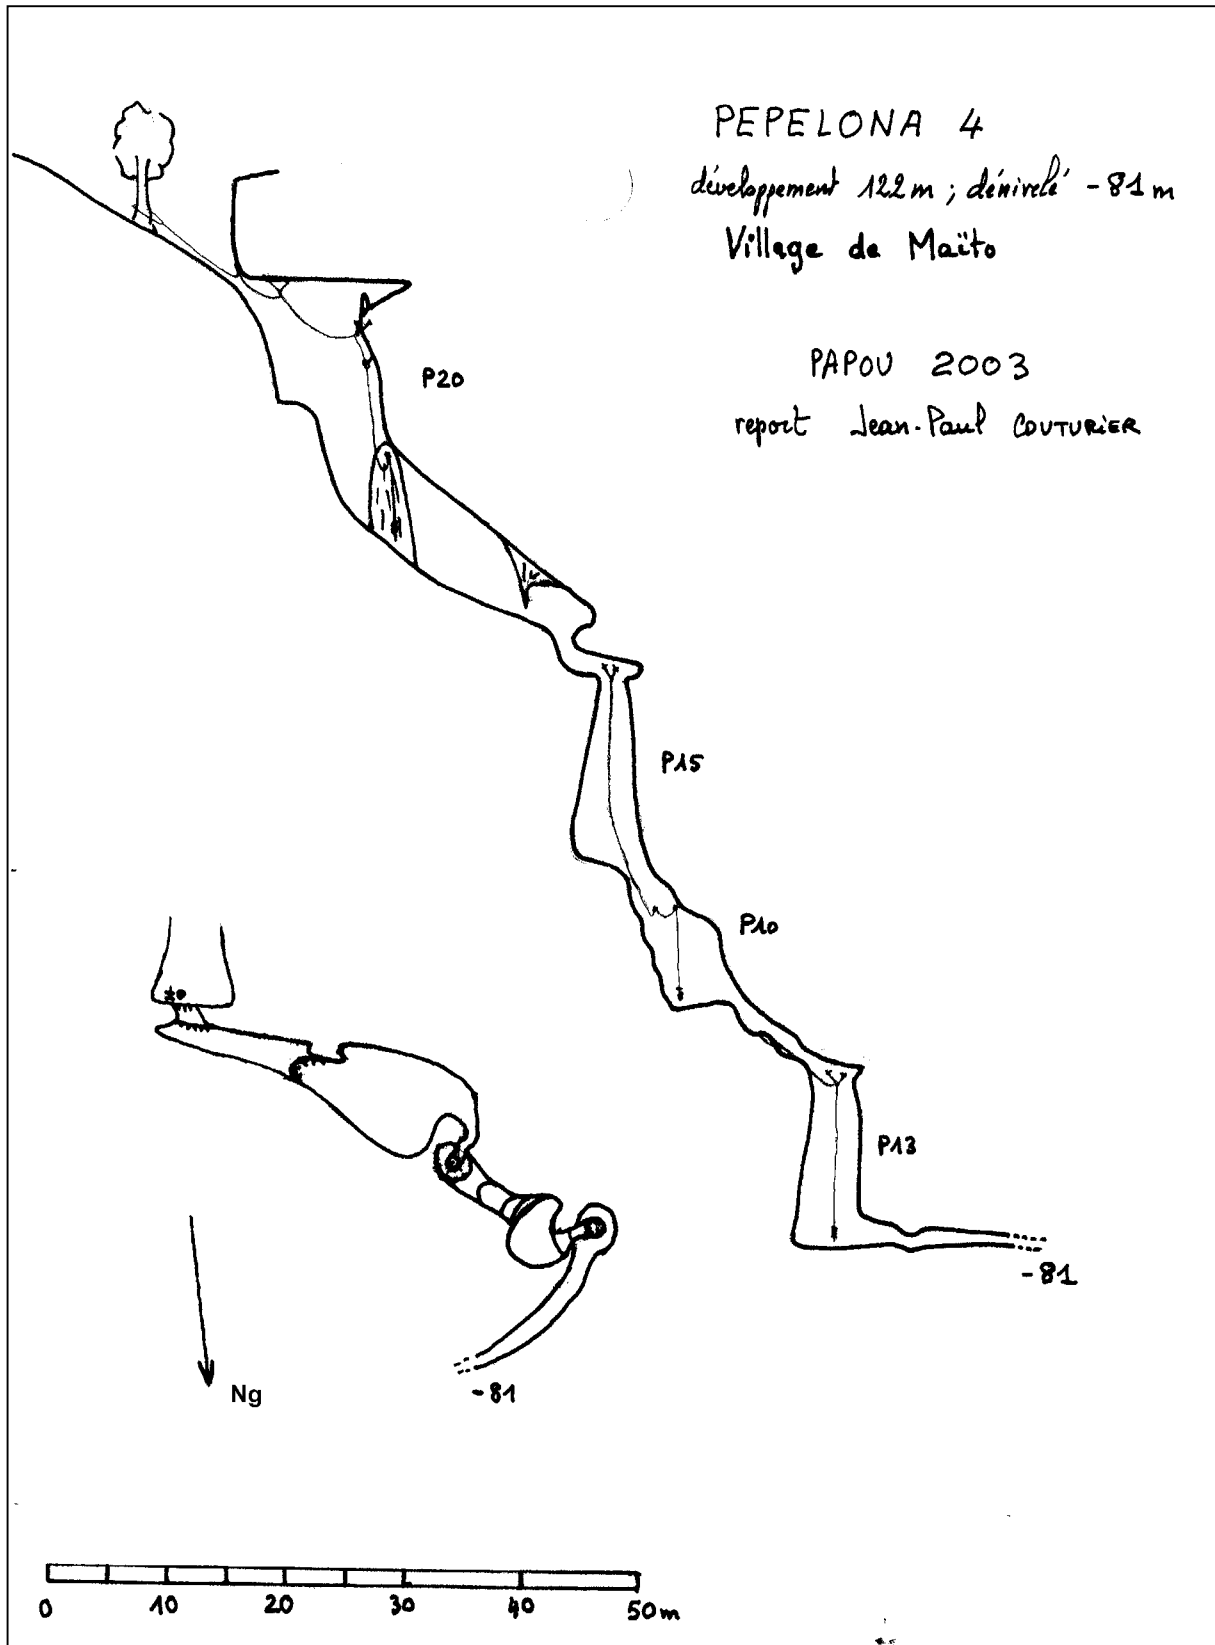 PEPELONA 4
développement 122m ; dénivelé -81m
Village de Maïto
PAPOU 2003
report Jean-Paul COUTURIER
P20
P15
P10
P13
-81
Ng
-81
0 10 20 30 40 50m